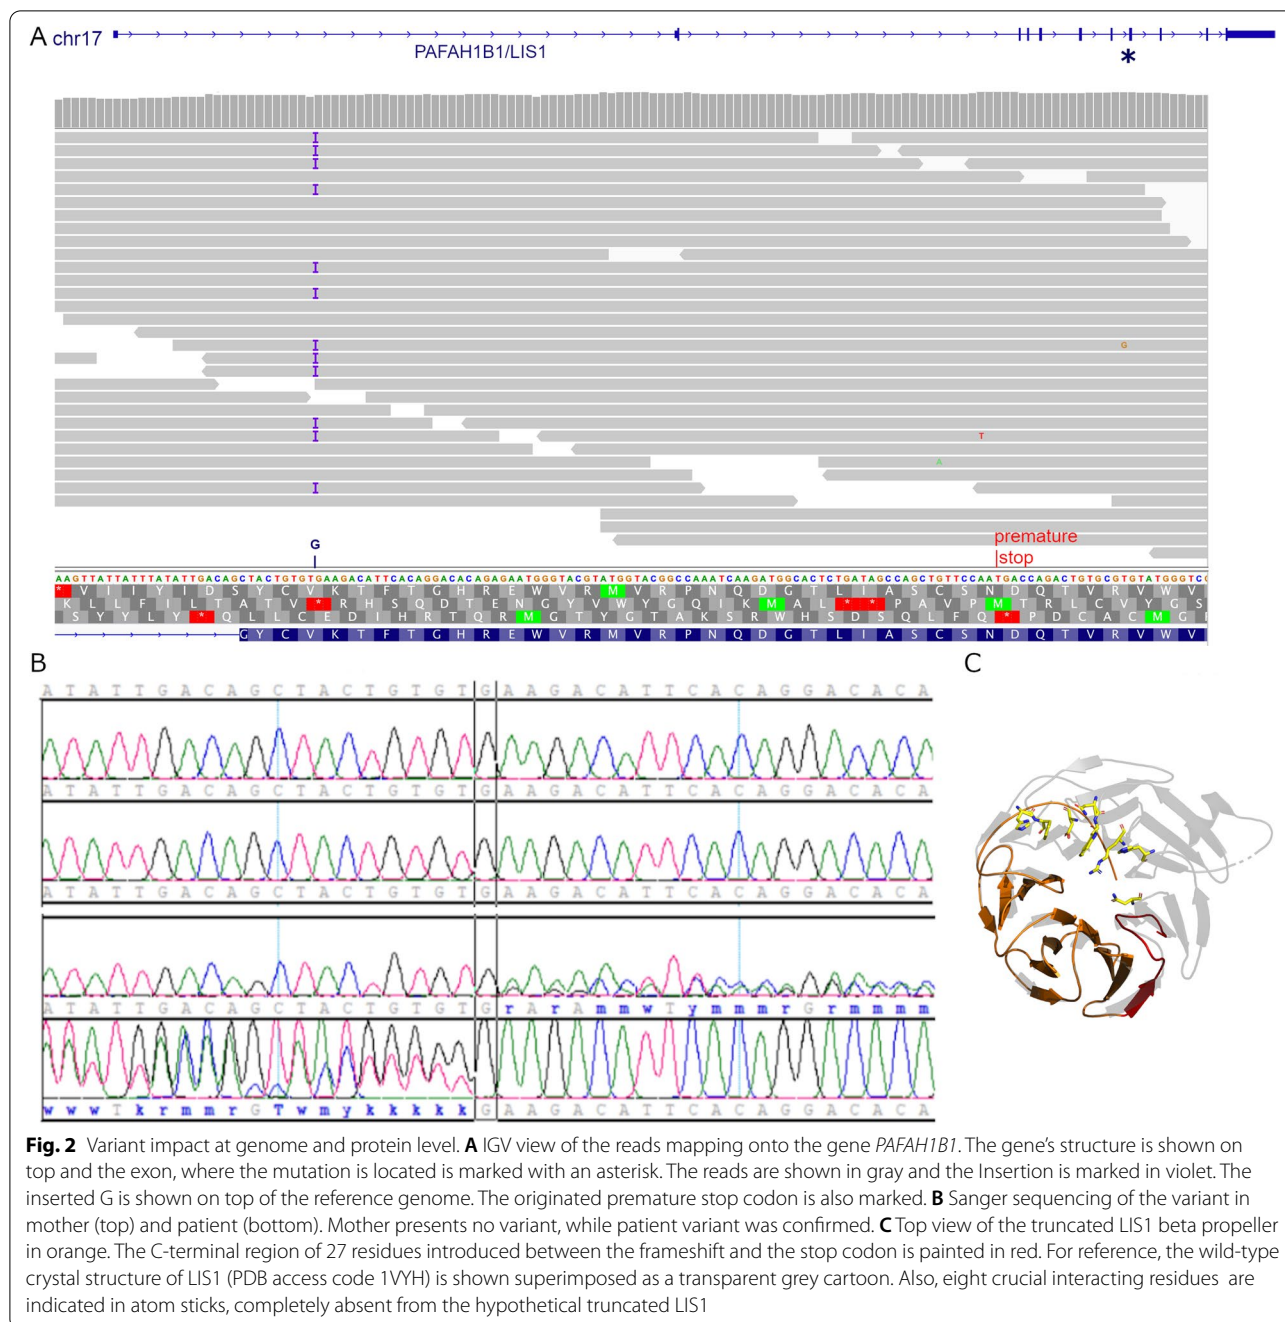 A chr17
PAFAH1B1/LIS1
*
I
I
I
I
I
I
I
G
I
I
I
I
T
A
I
G
premature
|stop
AAGTTATTATTTATATTGACAGCTACTGTGTGAAGACATTCACAGGACACAGAGAATGGGTACGTATGGTACGGCCAAATCAAGATGGCACTCTGATAGCCAGCTGTTCCAATGACCAGACTGTGCGTGTATGGGTC
* V I I Y I D S Y C V K T F T G H R E W V R M V R P N Q D G T L I A S C S N D Q T V R V W V
K L L F I I T A T V * R H S Q D T E N G Y V W Y G Q I K M A L * * P A V P M T R L C V Y G S
S Y Y L Y * Q L L C E D I H R T Q R M G T Y G T A K S R W H S D S Q L F Q * P D C A C M G
G Y C V K T F T G H R E W V R M V R P N Q D G T L I A S C S N D Q T V R V W V
B
C
A T A T T G A C A G C T A C T G T G T G A A G A C A T T C A C A G G A C A C A
A T A T T G A C A G C T A C T G T G T G A A G A C A T T C A C A G G A C A C A
A T A T T G A C A G C T A C T G T G T G A A G A C A T T C A C A G G A C A C A
A T A T T G A C A G C T A C T G T G T G r A r A m m w T y m m m r G r m m m m
w w w T k r m m r G T w m y k k k k k G A A G A C A T T C A C A G G A C A C A
Fig. 2 Variant impact at genome and protein level. A IGV view of the reads mapping onto the gene PAFAH1B1. The gene's structure is shown on
top and the exon, where the mutation is located is marked with an asterisk. The reads are shown in gray and the Insertion is marked in violet. The
inserted G is shown on top of the reference genome. The originated premature stop codon is also marked. B Sanger sequencing of the variant in
mother (top) and patient (bottom). Mother presents no variant, while patient variant was confirmed. C Top view of the truncated LIS1 beta propeller
in orange. The C-terminal region of 27 residues introduced between the frameshift and the stop codon is painted in red. For reference, the wild-type
crystal structure of LIS1 (PDB access code 1VYH) is shown superimposed as a transparent grey cartoon. Also, eight crucial interacting residues are
indicated in atom sticks, completely absent from the hypothetical truncated LIS1